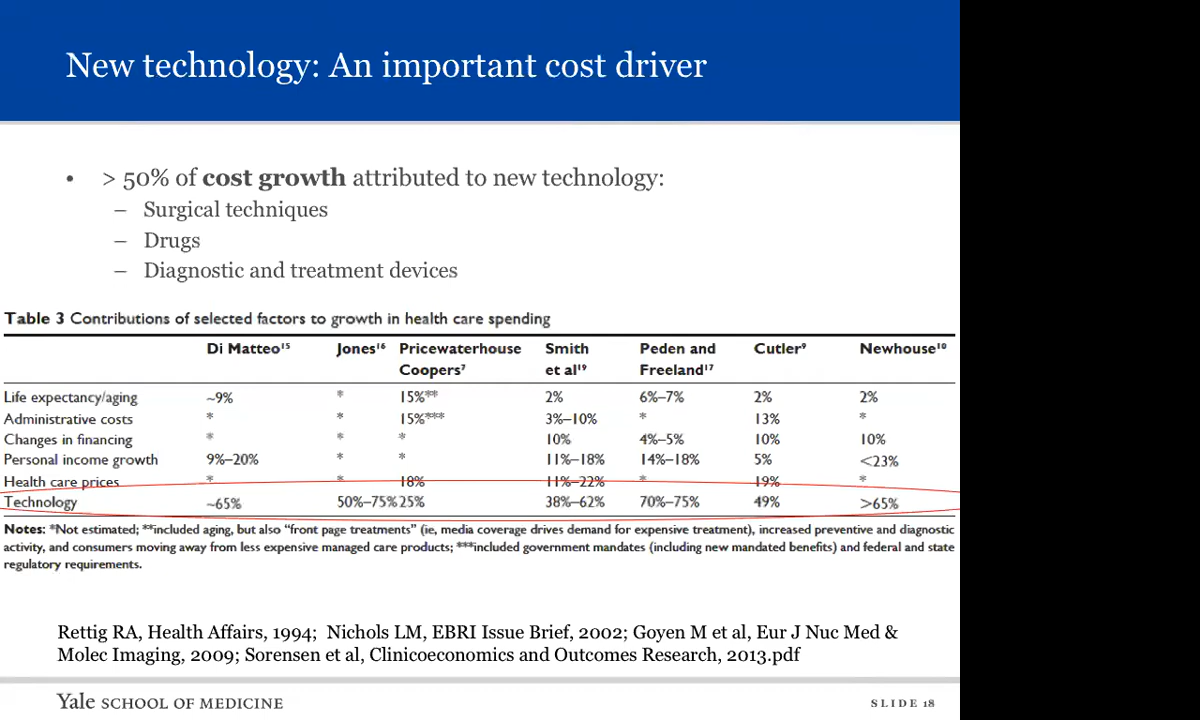 New technology: An important cost driver
• > 50% of cost growth attributed to new technology:
– Surgical techniques
– Drugs
– Diagnostic and treatment devices
Table 3 Contributions of selected factors to growth in health care spending
Di Matteo¹⁵ Jones¹⁶ Pricewaterhouse Coopers⁷ Smith et al¹⁹ Peden and Freeland¹⁷ Cutler⁹ Newhouse¹⁰
Life expectancy/aging ~9% * 15%** 2% 6%–7% 2% 2%
Administrative costs * * 15%*** 3%–10% * 13% *
Changes in financing * * * 10% 4%–5% 10% 10%
Personal income growth 9%–20% * * 11%–18% 14%–18% 5% <23%
Health care prices * * 18% 11%–22% * 19% *
Technology ~65% 50%–75% 25% 38%–62% 70%–75% 49% >65%
Notes: *Not estimated; **included aging, but also “front page treatments” (ie, media coverage drives demand for expensive treatment), increased preventive and diagnostic
activity, and consumers moving away from less expensive managed care products; ***included government mandates (including new mandated benefits) and federal and state
regulatory requirements.
Rettig RA, Health Affairs, 1994; Nichols LM, EBRI Issue Brief, 2002; Goyen M et al, Eur J Nuc Med &
Molec Imaging, 2009; Sorensen et al, Clinicoeconomics and Outcomes Research, 2013.pdf
Yale SCHOOL OF MEDICINE
SLIDE 18